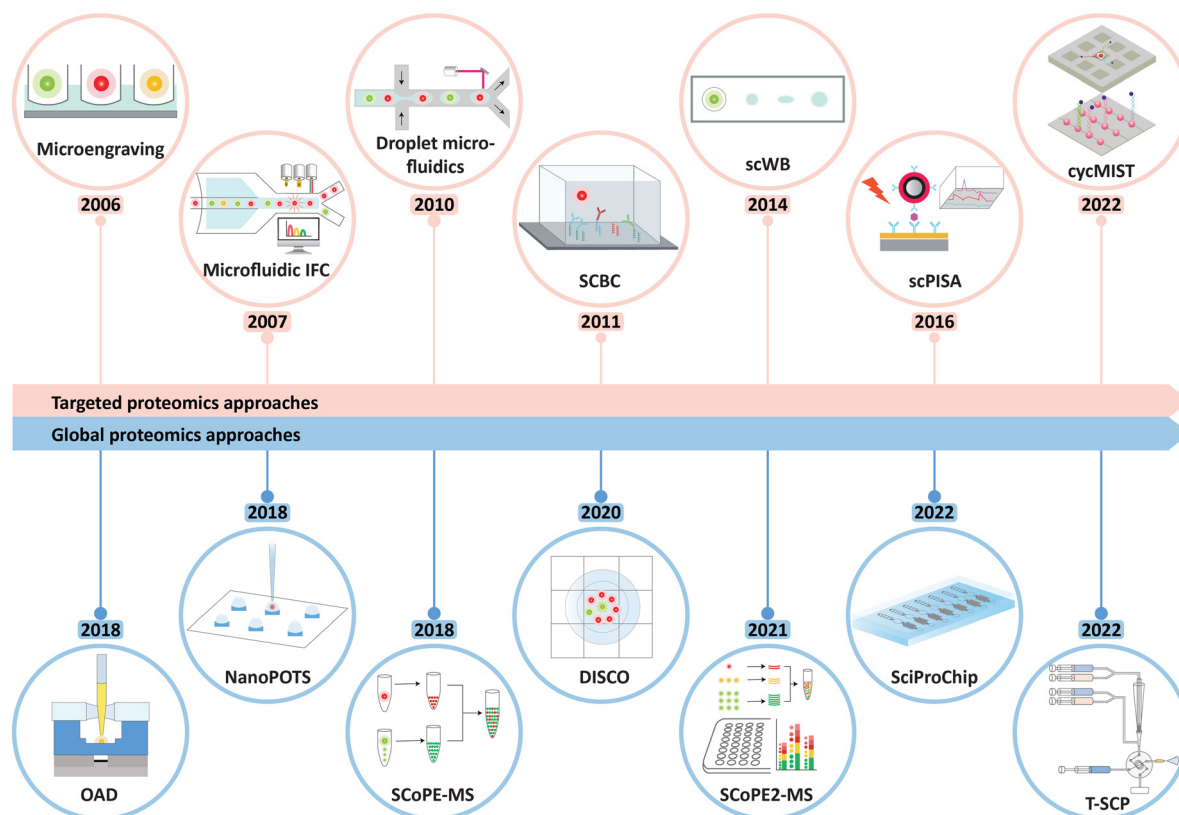 Microengraving
2006
Microfluidic IFC
2007
Droplet micro-
fluidics
2010
SCBC
2011
scWB
2014
scPISA
2016
cycMIST
2022
Targeted proteomics approaches
Global proteomics approaches
2018
OAD
2018
NanoPOTS
2018
SCoPE-MS
2020
DISCO
2021
SCoPE2-MS
2022
SciProChip
2022
T-SCP